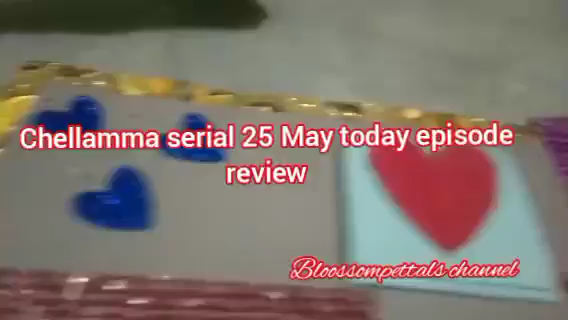 Chellamma serial 25 May today episode
review
Bloossompettals channel